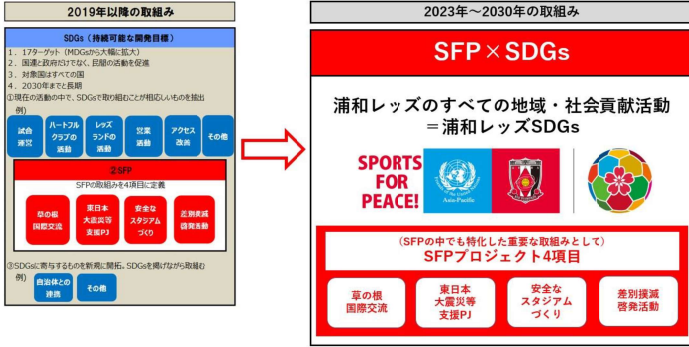 2019年以降の取組み
SDGs（持続可能な開発目標）
1．17ターゲット（MDGsから大幅に拡大）
2．国連と政府だけでなく、民間の活動を促進
3．対象国はすべての国
4．2030年までと長期
①現在の活動の中で、SDGsで取り組むことが相応しいものを抽出
例）
試合
運営
ハートフル
クラブの
活動
レッズ
ランドの
活動
営業
活動
アクセス
改善
その他
②SFP
SFPの取組みを4項目に定義
草の根
国際交流
東日本
大震災等
支援PJ
安全な
スタジアム
づくり
差別撲滅
啓発活動
③SDGsに寄与するものを新規に開拓。SDGsを掲げながら取組む
例）
自治体との
連携
その他
2023年～2030年の取組み
SFP×SDGs
浦和レッズのすべての地域・社会貢献活動
＝浦和レッズSDGs
SPORTS
FOR
PEACE!
Asia-Pacific
（SFPの中でも特化した重要な取組みとして）
SFPプロジェクト4項目
草の根
国際交流
東日本
大震災等
支援PJ
安全な
スタジアム
づくり
差別撲滅
啓発活動